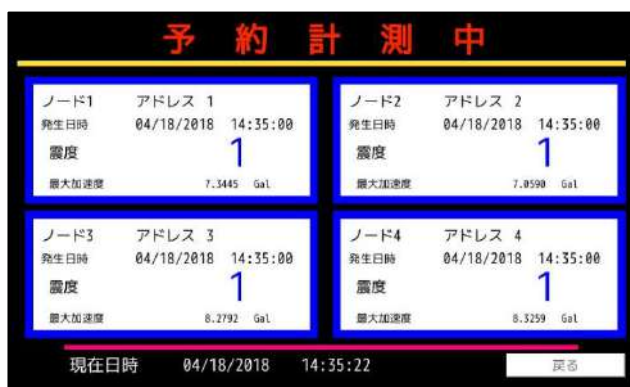 予約計測中
ノード1 アドレス 1
発生日時 04/18/2018 14:35:00
震度 1
最大加速度 7.3445 Gal
ノード2 アドレス 2
発生日時 04/18/2018 14:35:00
震度 1
最大加速度 7.0590 Gal
ノード3 アドレス 3
発生日時 04/18/2018 14:35:00
震度 1
最大加速度 8.2792 Gal
ノード4 アドレス 4
発生日時 04/18/2018 14:35:00
震度 1
最大加速度 8.3259 Gal
現在日時 04/18/2018 14:35:22
戻る